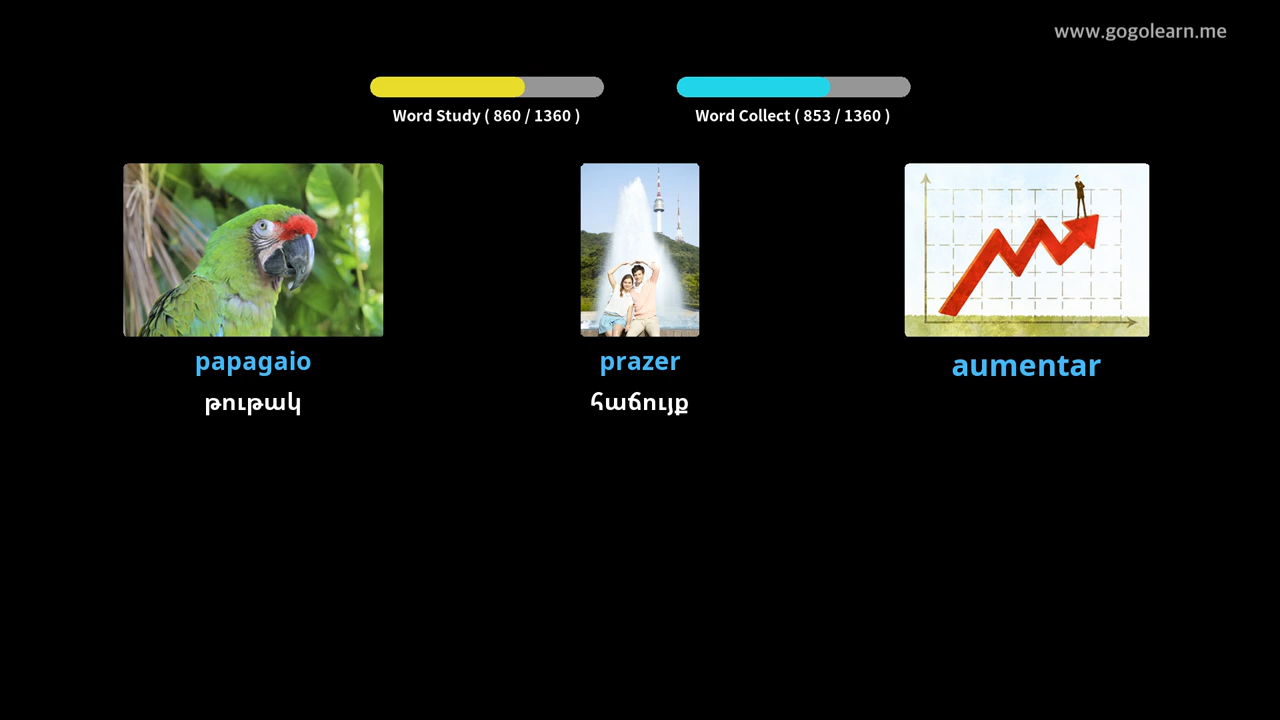 www.gogolearn.me
Word Study ( 860 / 1360 )
Word Collect ( 853 / 1360 )
papagaio
prazer
aumentar
թութակ
հաճույք